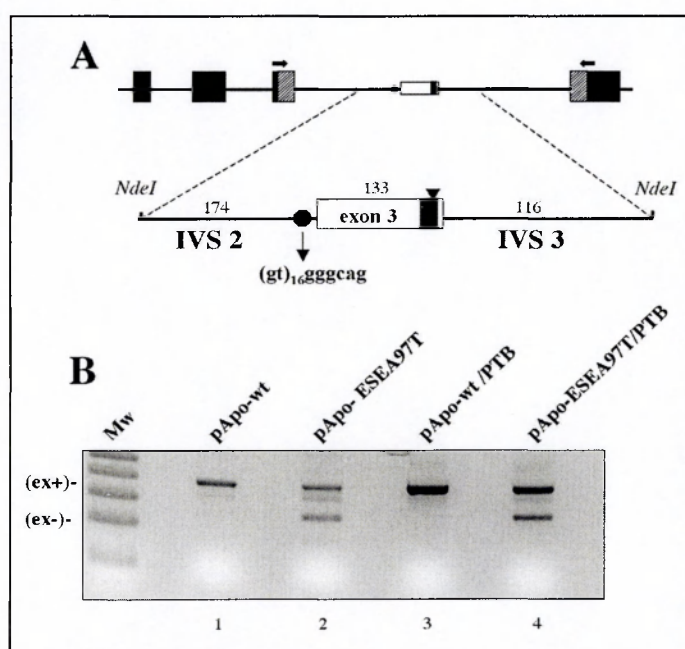 A
NdeI
NdeI
174
133
116
exon 3
IVS 2
IVS 3
(gt)₁₆gggcag
B
Mw
pApo-wt
pApo- ESEA97T
pApo-wt /PTB
pApo-ESEA97T/PTB
(ex+)-
(ex-)-
1 2 3 4